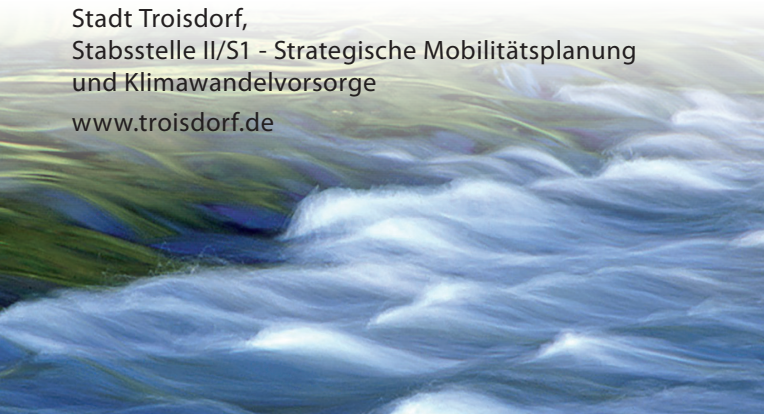 Stadt Troisdorf,
Stabsstelle II/S1 - Strategische Mobilitätsplanung
und Klimawandelvorsorge
www.troisdorf.de